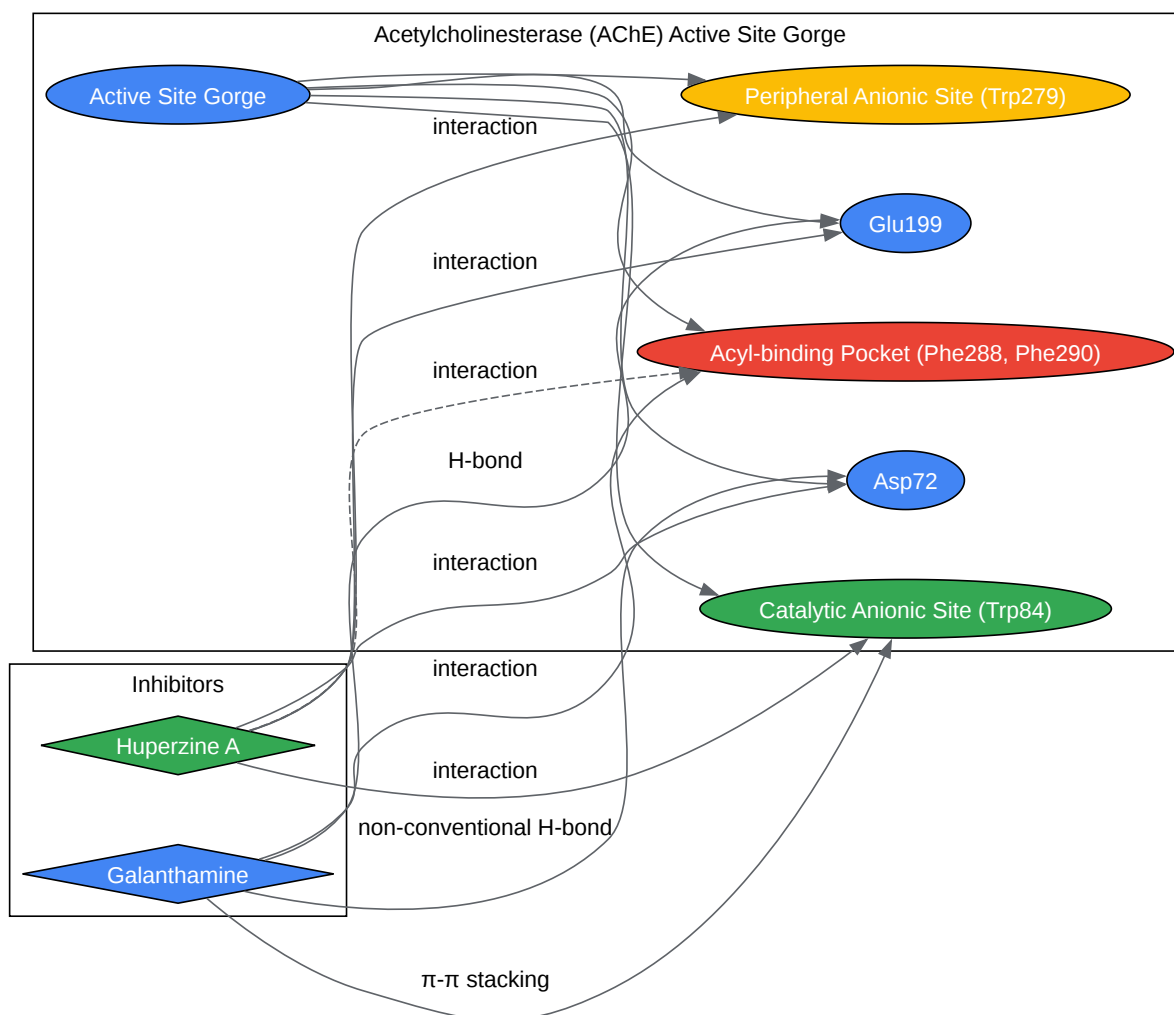 Acetylcholinesterase (AChE) Active Site Gorge
Active Site Gorge
Peripheral Anionic Site (Trp279)
interaction
Glu199
interaction
Acyl-binding Pocket (Phe288, Phe290)
interaction
H-bond
Asp72
interaction
Catalytic Anionic Site (Trp84)
interaction
Inhibitors
Huperzine A
interaction
non-conventional H-bond
Galanthamine
π-π stacking